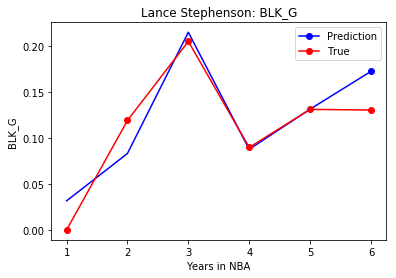 Lance Stephenson: BLK_G
Prediction
True
0.20
0.15
0.10
0.05
0.00
BLK_G
1 2 3 4 5 6
Years in NBA